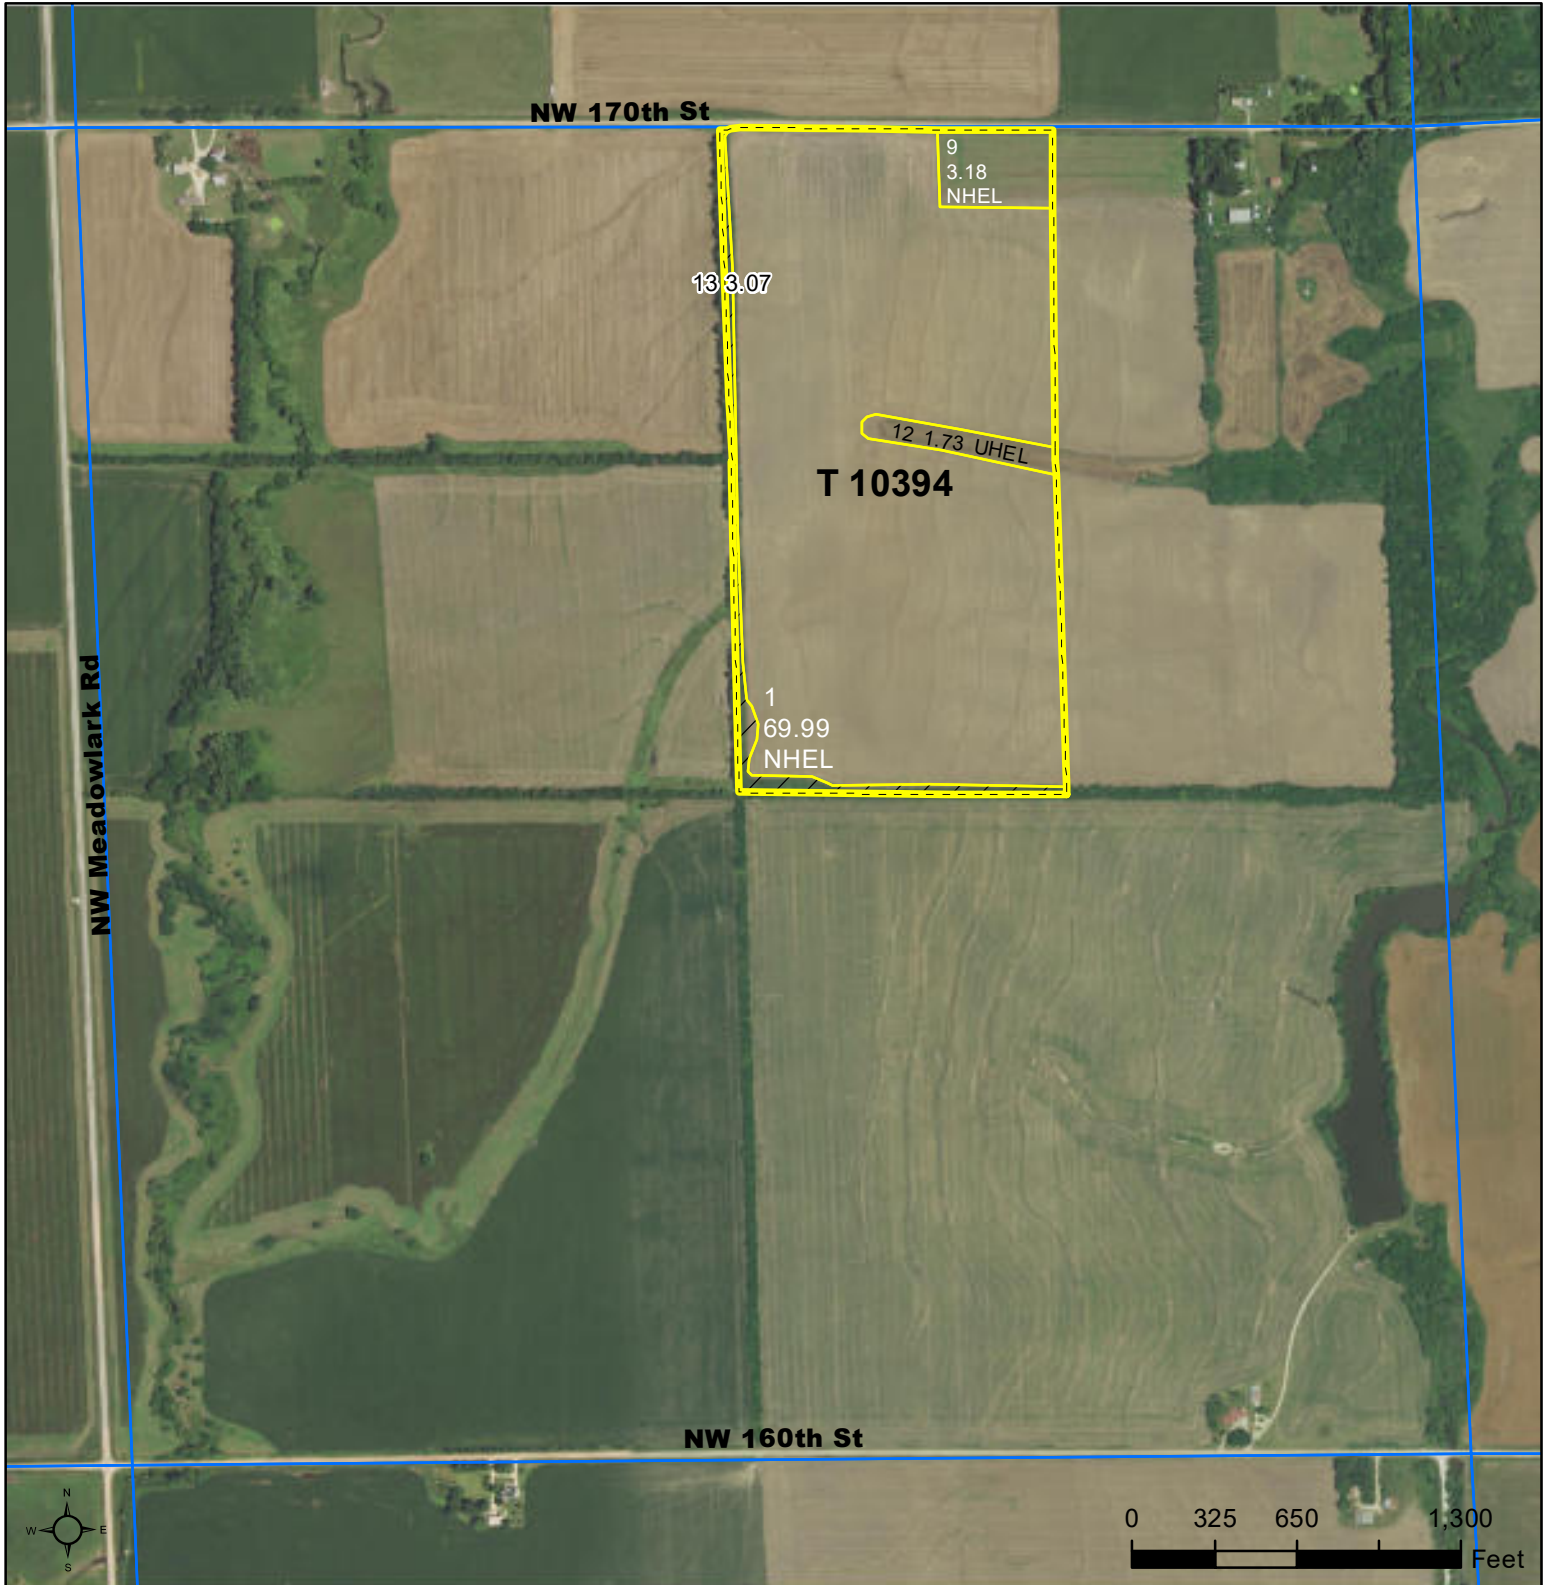 NW 170th St
9
3.18
NHEL
13 3.07
12 1.73 UHEL
T 10394
NW Meadowlark Rd
1
69.99
NHEL
NW 160th St
N
W E
S
0 325 650 1,300
Feet